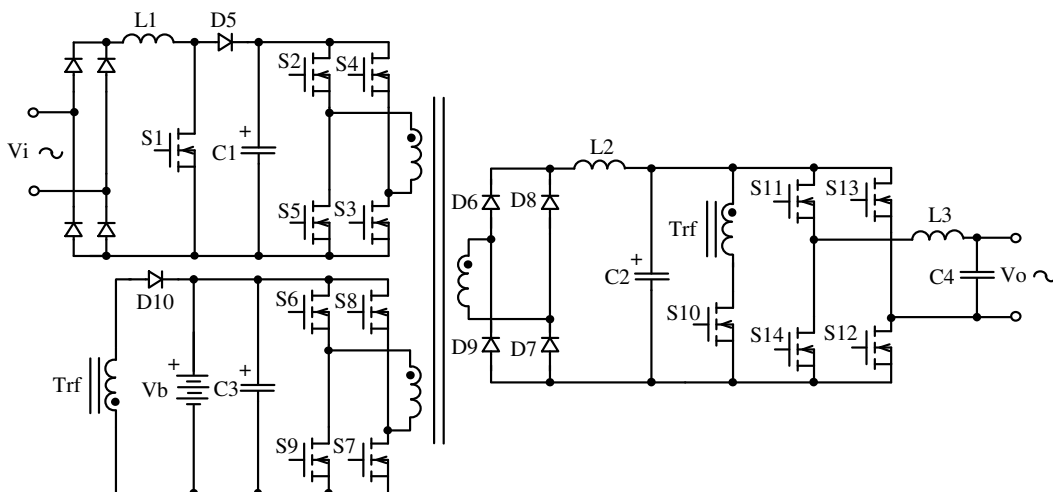 L1 D5
S2 S4
S1
Vi
+
C1
S5 S3
D10
S6 S8
Trf
+
Vb
+
C3
S9 S7
L2
D6 D8
D9 D7
+
C2
Trf
S10
S11 S13
S14 S12
L3
C4
Vo